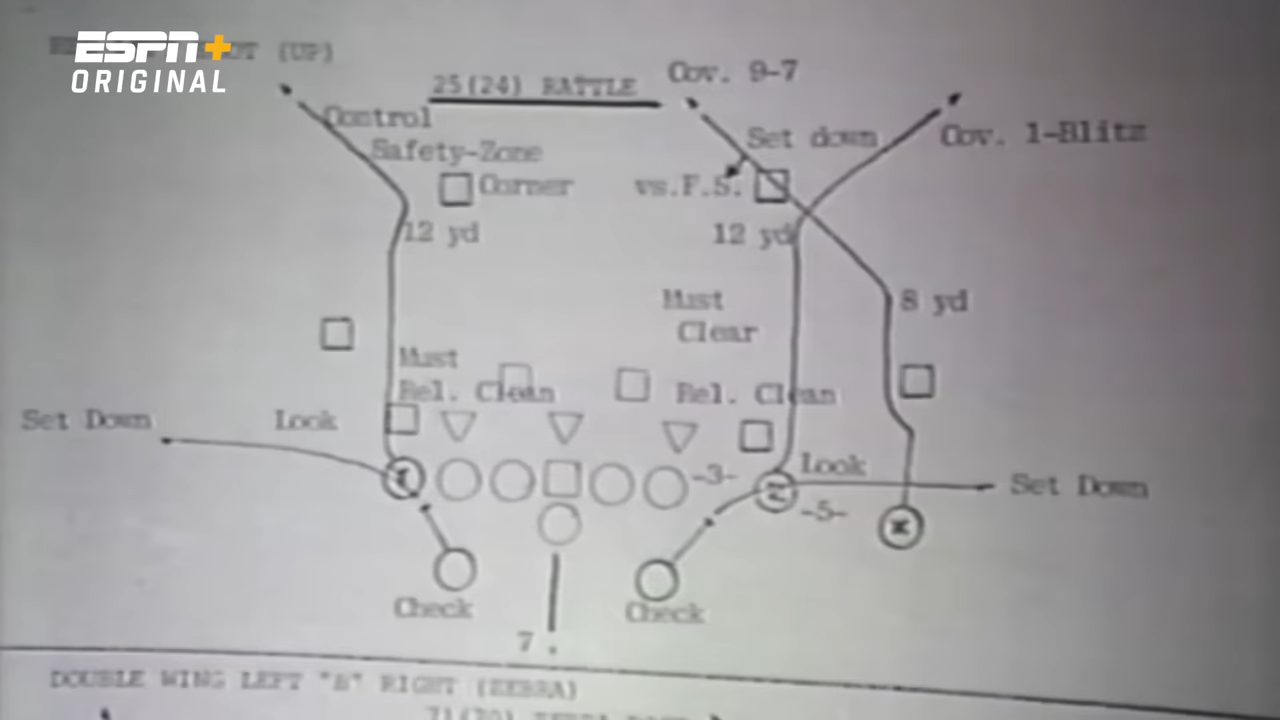 ESPN+
ORIGINAL
(UP)
25(24) RATTLE
Cov. 9-7
Control
Safety-Zone
Corner
Set down
vs.F.S.
Cov. 1-Blitz
12 yd
12 yd
Must
Clear
8 yd
Must
Rel. Clean
Rel. Clean
Set Down
Look
-3-
Look
-5-
Set Down
Check
Check
7.
DOUBLE WING LEFT "B" RIGHT (ZEBRA)